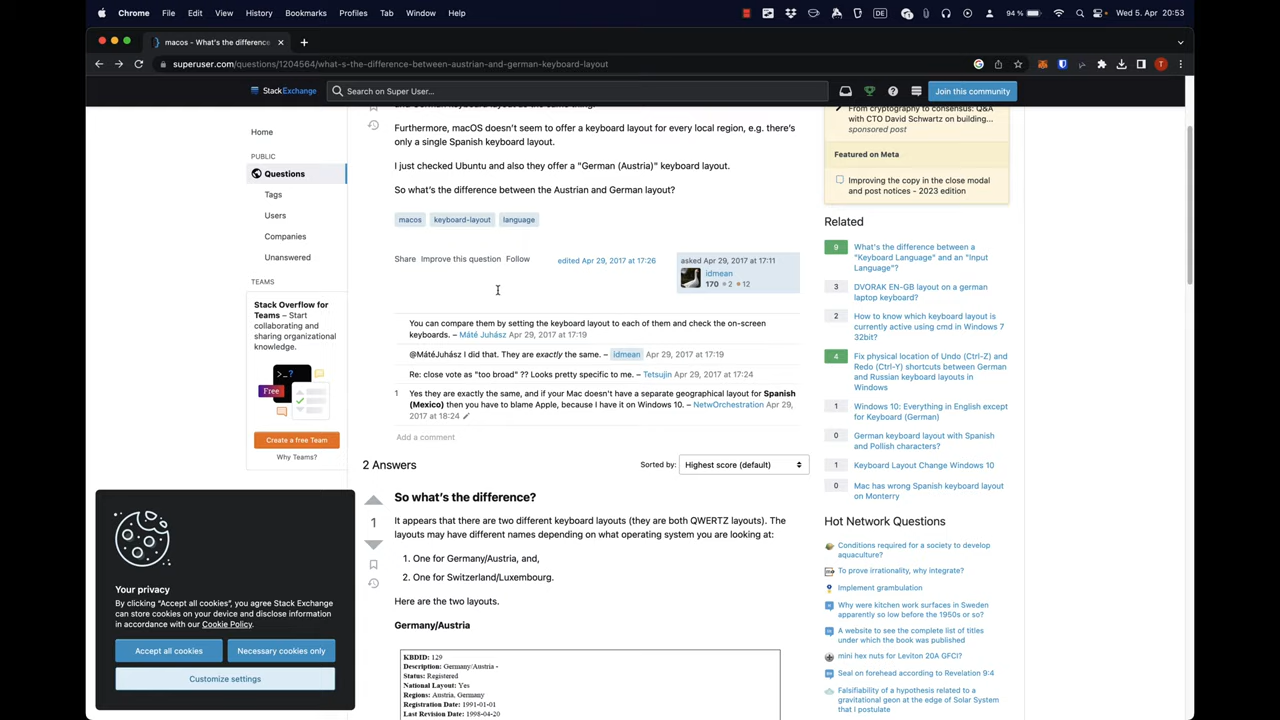 Chrome File Edit View History Bookmarks Profiles Tab Window Help DE 94 % Wed 5. Apr 20:53
macos - What's the difference
superuser.com/questions/1204564/what-s-the-difference-between-austrian-and-german-keyboard-layout
StackExchange Search on Super User... Join this community
Home
PUBLIC
Questions
Tags
Users
Companies
Unanswered
TEAMS
Stack Overflow for
Teams – Start
collaborating and
sharing organizational
knowledge.
Free
Create a free Team
Why Teams?
and German keyboard layouts as the same thing.
Furthermore, macOS doesn't seem to offer a keyboard layout for every local region, e.g. there's
only a single Spanish keyboard layout.
I just checked Ubuntu and also they offer a "German (Austria)" keyboard layout.
So what's the difference between the Austrian and German layout?
macos keyboard-layout language
Share Improve this question Follow
edited Apr 29, 2017 at 17:26
asked Apr 29, 2017 at 17:11
idmean
170 2 12
You can compare them by setting the keyboard layout to each of them and check the on-screen
keyboards. – Máté Juhász Apr 29, 2017 at 17:19
@MátéJuhász I did that. They are exactly the same. – idmean Apr 29, 2017 at 17:19
Re: close vote as "too broad" ?? Looks pretty specific to me. – Tetsujin Apr 29, 2017 at 17:24
1 Yes they are exactly the same, and if your Mac doesn't have a separate geographical layout for Spanish
(Mexico) then you have to blame Apple, because I have it on Windows 10. – NetwOrchestration Apr 29,
2017 at 18:24
Add a comment
2 Answers
Sorted by: Highest score (default)
So what's the difference?
1
It appears that there are two different keyboard layouts (they are both QWERTZ layouts). The
layouts may have different names depending on what operating system you are looking at:
1. One for Germany/Austria, and,
2. One for Switzerland/Luxembourg.
Here are the two layouts.
Germany/Austria
KBDID: 129
Description: Germany/Austria -
Status: Registered
National Layout: Yes
Regions: Austria, Germany
Registration Date: 1991-01-01
Last Revision Date: 1998-04-20
From cryptography to consensus: Q&A
with CTO David Schwartz on building...
sponsored post
Featured on Meta
Improving the copy in the close modal
and post notices - 2023 edition
Related
9 What's the difference between a
"Keyboard Language" and an "Input
Language"?
3 DVORAK EN-GB layout on a german
laptop keyboard?
2 How to know which keyboard layout is
currently active using cmd in Windows 7
32bit?
4 Fix physical location of Undo (Ctrl-Z) and
Redo (Ctrl-Y) shortcuts between German
and Russian keyboard layouts in
Windows
1 Windows 10: Everything in English except
for Keyboard (German)
0 German keyboard layout with Spanish
and Pollish characters?
1 Keyboard Layout Change Windows 10
0 Mac has wrong Spanish keyboard layout
on Monterry
Hot Network Questions
Conditions required for a society to develop
aquaculture?
To prove irrationality, why integrate?
Implement grambulation
Why were kitchen work surfaces in Sweden
apparently so low before the 1950s or so?
A website to see the complete list of titles
under which the book was published
mini hex nuts for Leviton 20A GFCI?
Seal on forehead according to Revelation 9:4
Falsifiability of a hypothesis related to a
gravitational geon at the edge of Solar System
that I postulate
Your privacy
By clicking "Accept all cookies", you agree Stack Exchange
can store cookies on your device and disclose information
in accordance with our Cookie Policy.
Accept all cookies Necessary cookies only
Customize settings